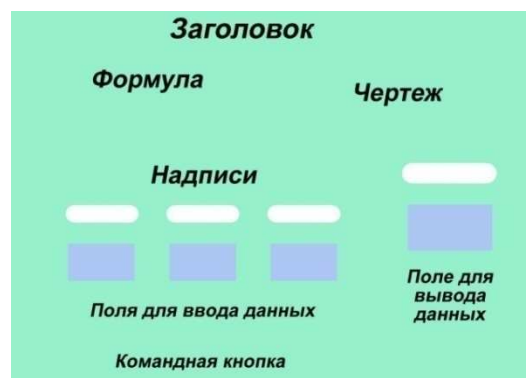 Заголовок
Формула
Чертеж
Надписи
Поля для ввода данных
Поле для
вывода
данных
Командная кнопка